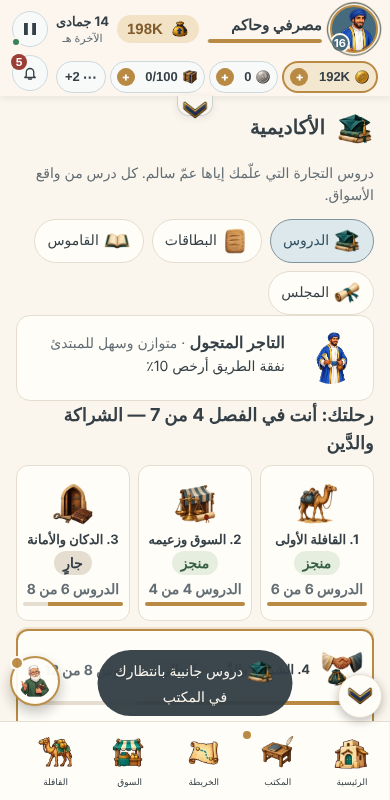 مصرفي وحاكم
198K
14 جمادى
الآخرة هـ
16
192K +
0 +
0/100 +
+2 ...
5
الأكاديمية
دروس التجارة التي علّمك إياها عمّ سالم. كل درس من واقع
الأسواق.
الدروس
البطاقات
القاموس
المجلس
التاجر المتجول · متوازن وسهل للمبتدئ
نفقة الطريق أرخص 10٪
رحلتك: أنت في الفصل 4 من 7 — الشراكة
والدَّين
1. القافلة الأولى
منجز
الدروس 6 من 6
2. السوق وزعيمه
منجز
الدروس 4 من 4
3. الدكان والأمانة
جارٍ
الدروس 6 من 8
4.
8 من
دروس جانبية بانتظارك
في المكتب
الرئيسية
المكتب
الخريطة
السوق
القافلة